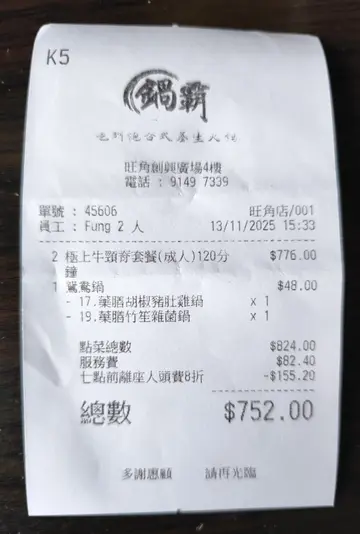 K5
鍋霸
旺角創興廣場4樓
電話 : 9149 7339
單號 : 45606 旺角店/001
員工 : Fung 2 人 13/11/2025 15:33
2 極上牛頸脊套餐(成人)120分 $776.00
鐘
1 鴛鴦鍋 $48.00
- 17.藥膳胡椒豬肚雞鍋 x 1
- 19.藥膳竹笙雜菌鍋 x 1
點菜總數 $824.00
服務費 $82.40
七點前離座人頭費8折 -$155.20
總數 $752.00
多謝惠顧 請再光臨